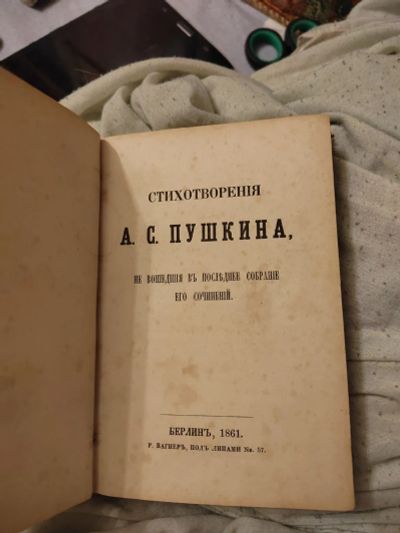 СТИХОТВОРЕНІЯ
А. С. ПУШКИНА,
НЕ ВОШЕДШІЯ ВЪ ПОСЛѢДНЕЕ СОБРАНІЕ
ЕГО СОЧИНЕНІЙ.
БЕРЛИНЪ, 1861.
Р. ВАГНЕРЪ, ПОДЪ ЛИПАМИ No. 57.